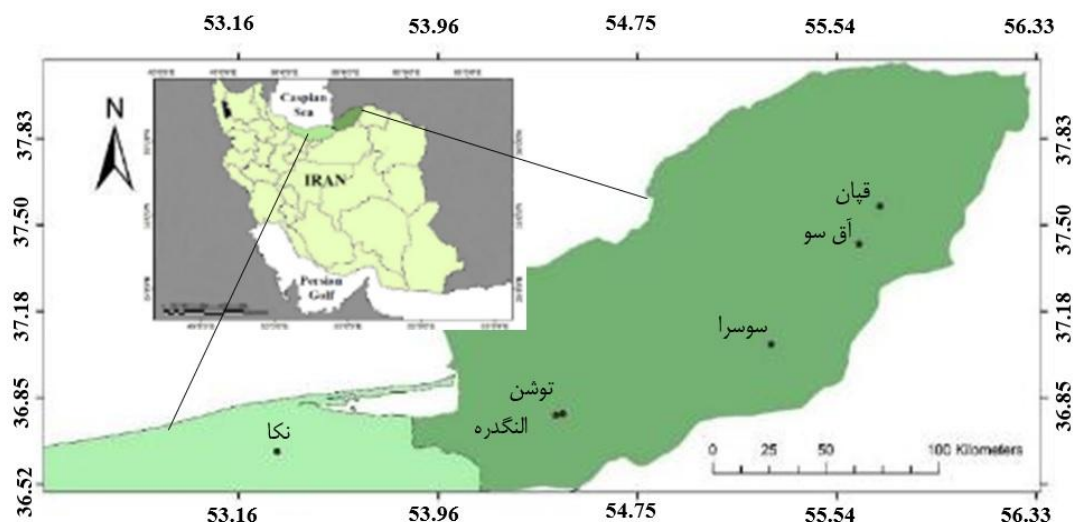 53.16 53.96 54.75 55.54 56.33
N
Caspian
Sea
IRAN
Persian
Golf
37.83
37.50
37.18
36.85
36.52
37.83
37.50
37.18
36.85
قپان
آق سو
سوسرا
توشن
النگدره
نکا
0 25 50 100 Kilometers
53.16 53.96 54.75 55.54 56.33